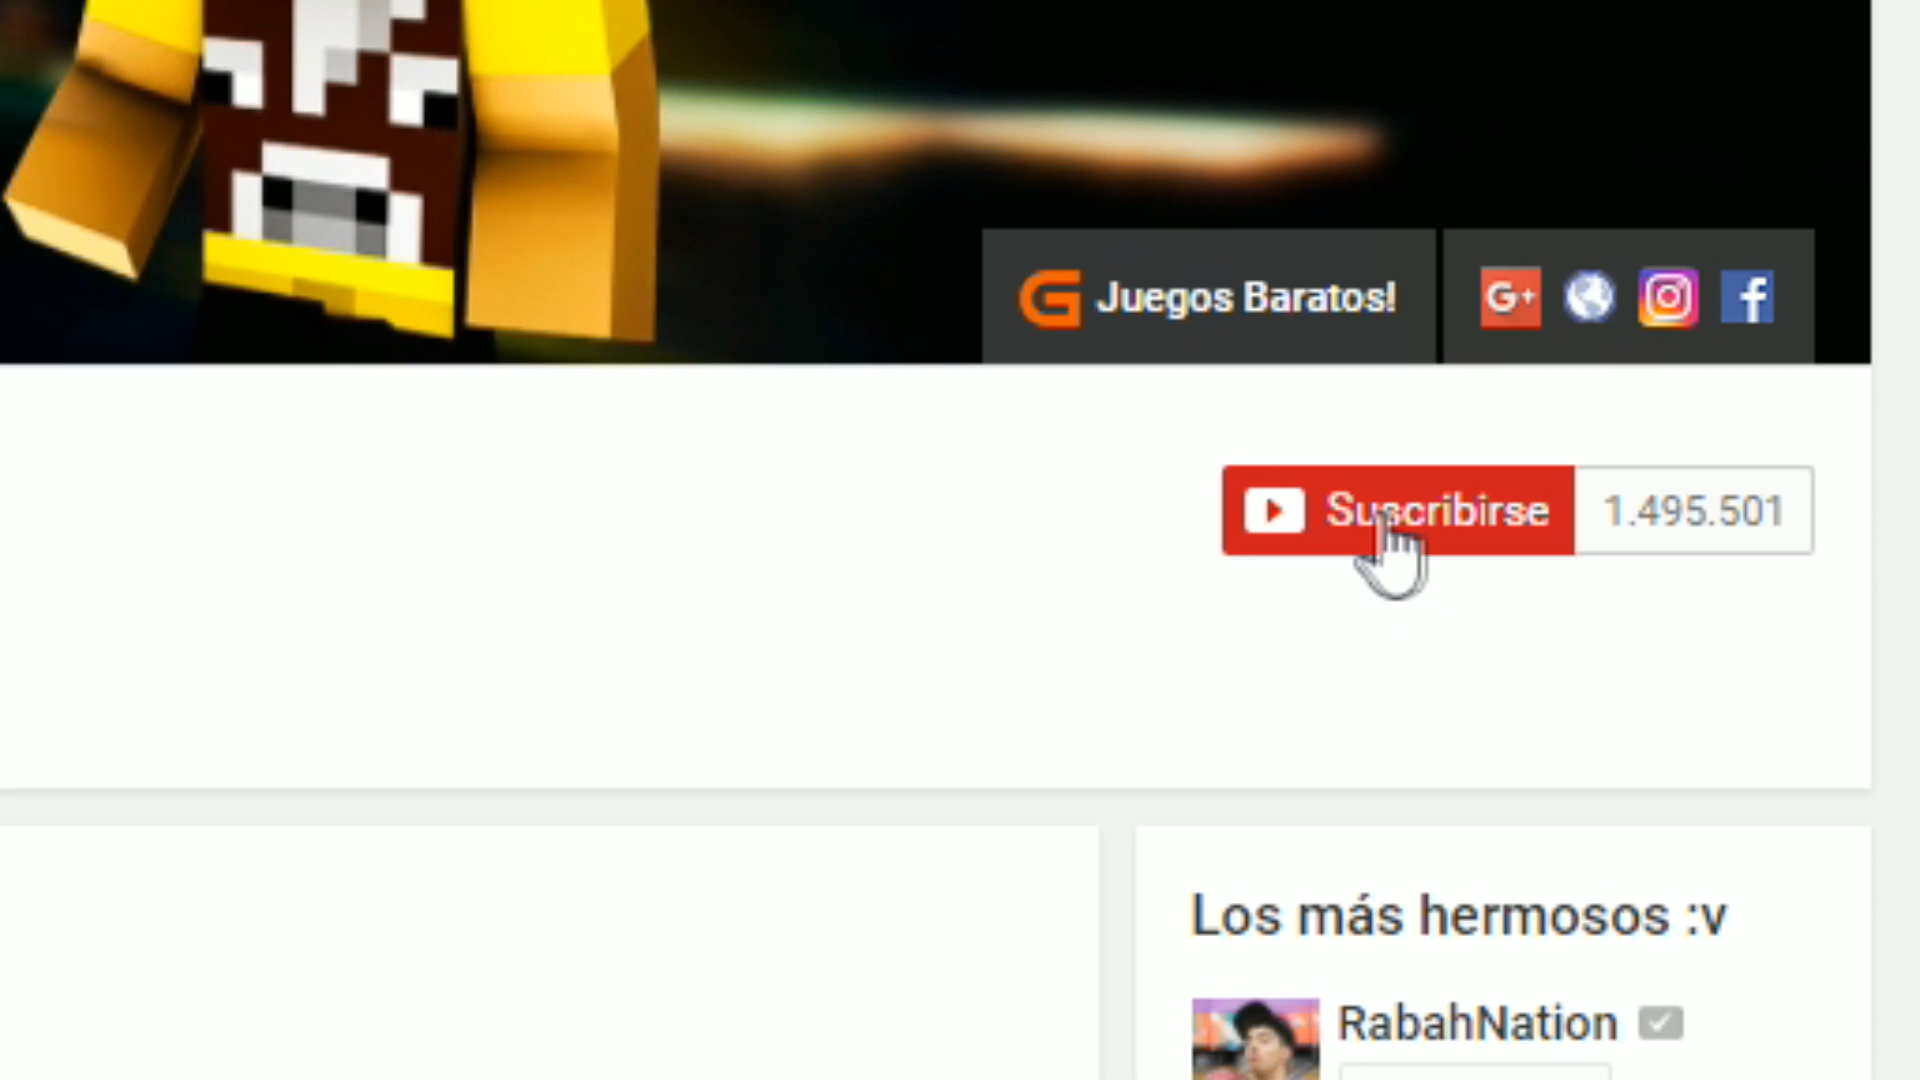 Juegos Baratos!
Suscribirse 1.495.501
Los más hermosos :v
RabahNation